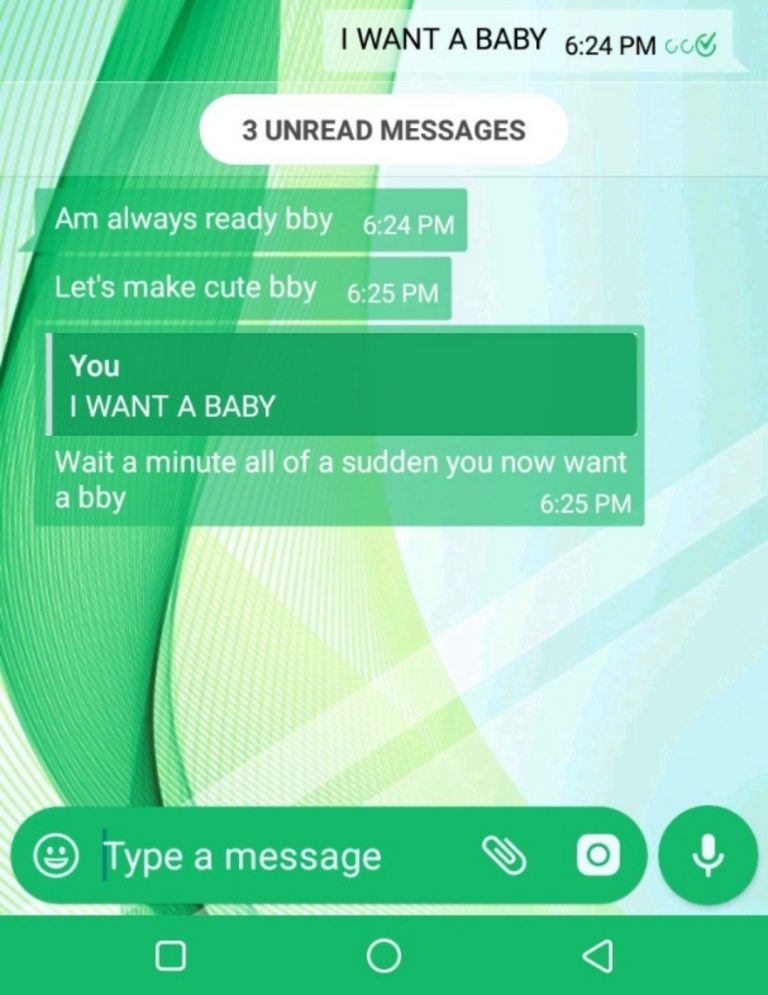 I WANT A BABY 6:24 PM
3 UNREAD MESSAGES
Am always ready bby 6:24 PM
Let's make cute bby 6:25 PM
You
I WANT A BABY
Wait a minute all of a sudden you now want
a bby 6:25 PM
Type a message